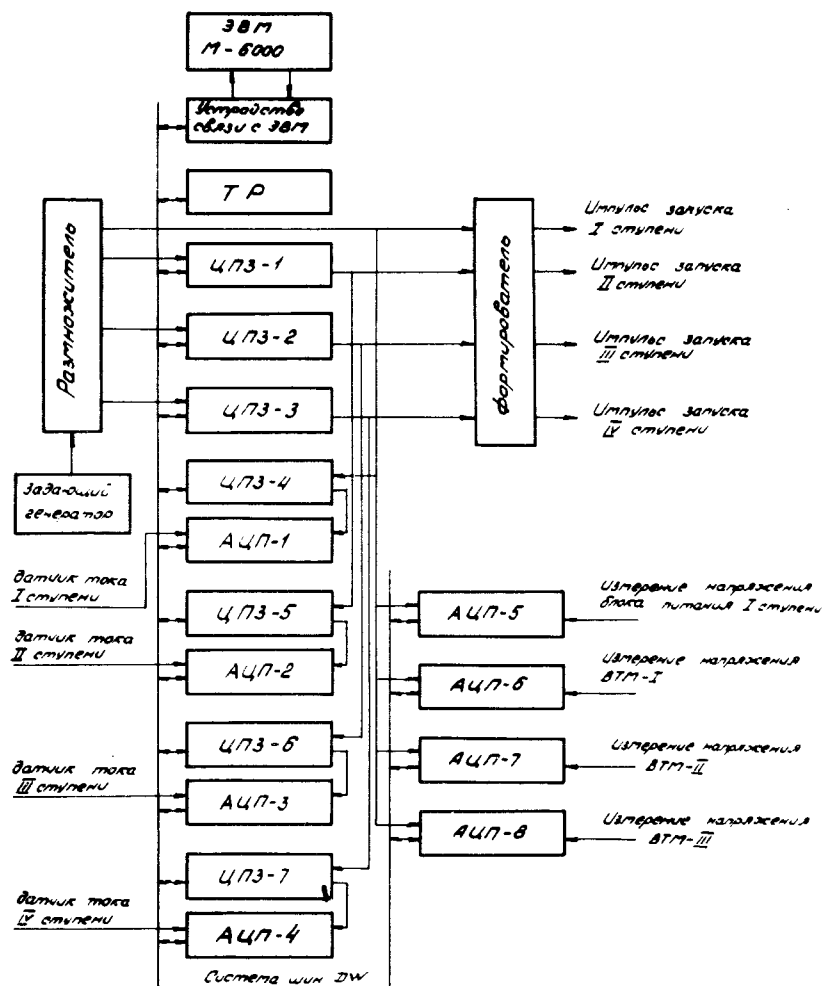 ЭВМ
М-6000
Устройство
связи с ЭВМ
ТР
Размножитель
ЦПЗ-1
ЦПЗ-2
ЦПЗ-3
Формирователь
Импульс запуска
I ступени
Импульс запуска
II ступени
Импульс запуска
III ступени
Импульс запуска
IV ступени
Задающий
генератор
ЦПЗ-4
АЦП-1
Датчик тока
I ступени
ЦПЗ-5
Датчик тока
II ступени
АЦП-2
ЦПЗ-6
Датчик тока
III ступени
АЦП-3
ЦПЗ-7
Датчик тока
IV ступени
АЦП-4
АЦП-5
Измерение напряжения
блока питания I ступени
АЦП-6
Измерение напряжения
ВТМ-I
АЦП-7
Измерение напряжения
ВТМ-II
АЦП-8
Измерение напряжения
ВТМ-III
Система шин DW